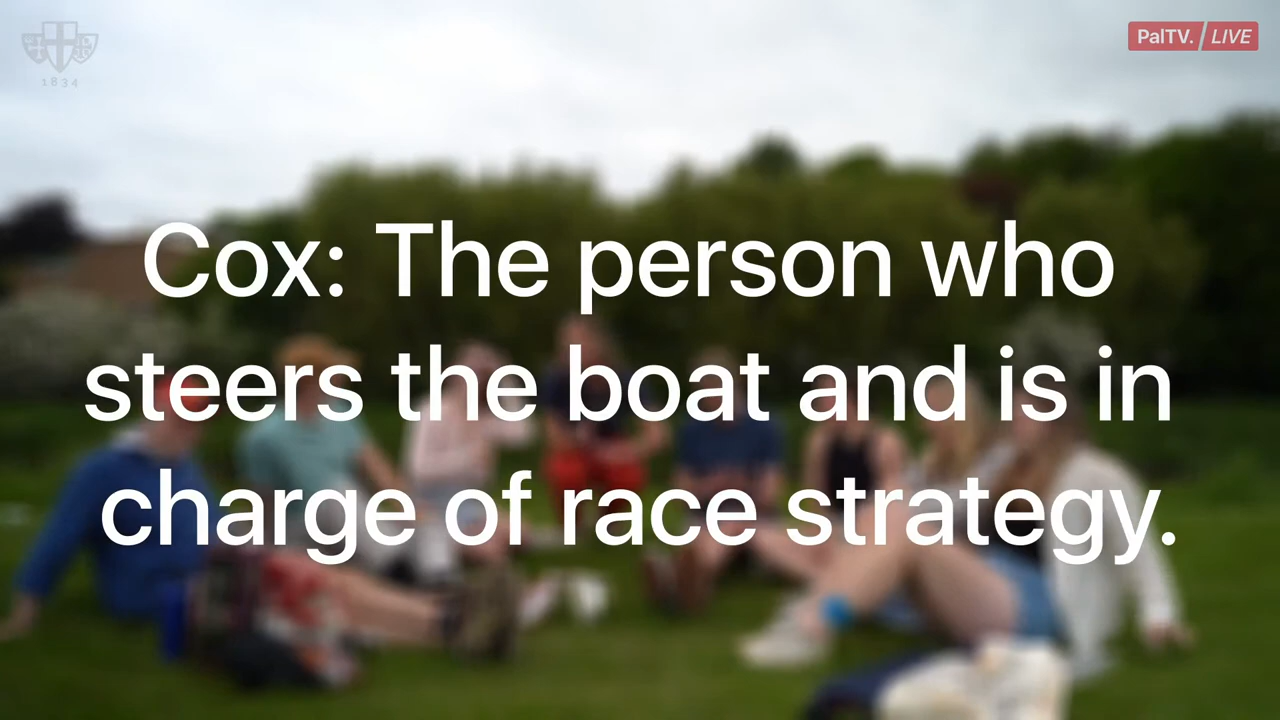 1834
PalTV. / LIVE
Cox: The person who
steers the boat and is in
charge of race strategy.